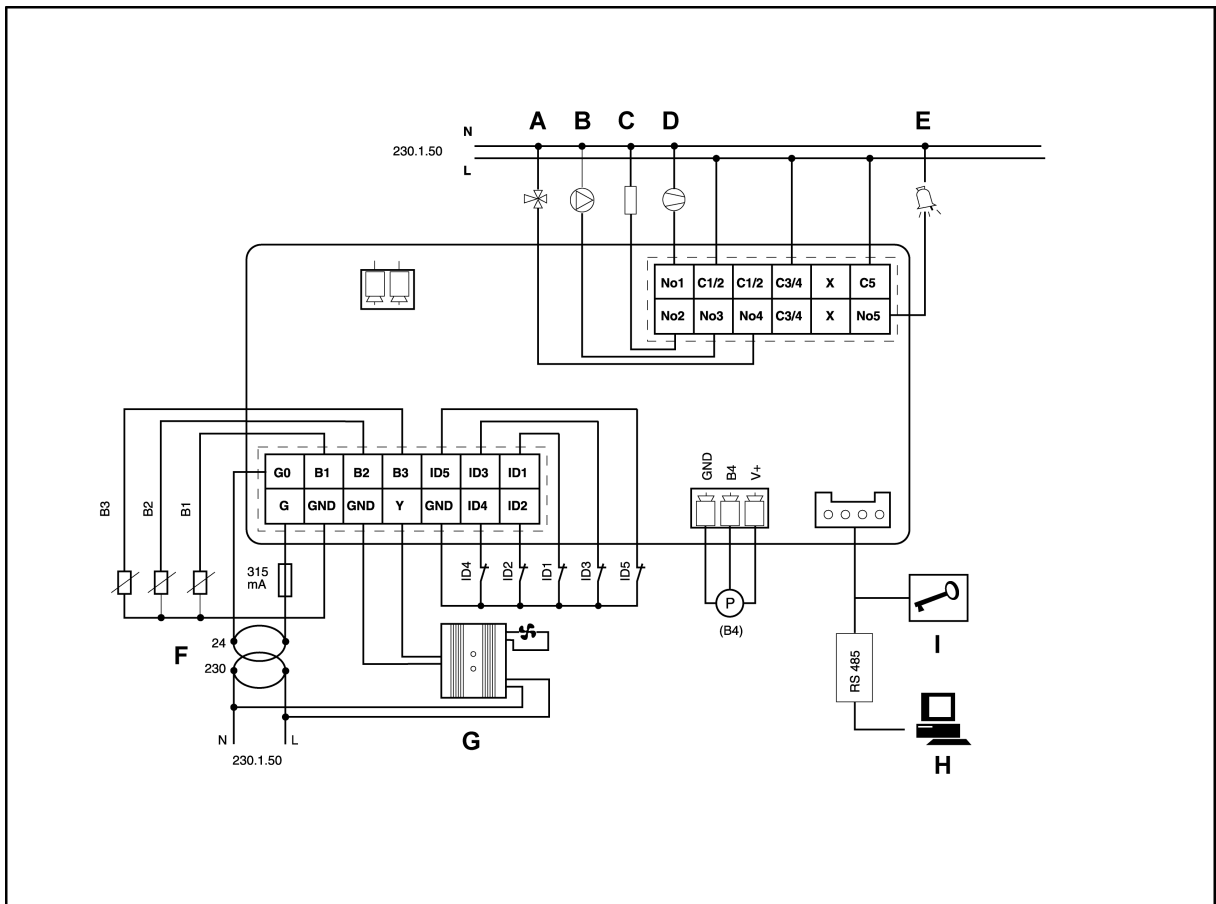 A B C D E
N
230.1.50
L
No1 C1/2 C1/2 C3/4 X C5
No2 No3 No4 C3/4 X No5
G0 B1 B2 B3 ID5 ID3 ID1
G GND GND Y GND ID4 ID2
GND B4 V+
B3 B2 B1
315
mA
ID4 ID2 ID1 ID3 ID5
P
(B4)
F
24
230
I
RS 485
N L
230.1.50
G
H